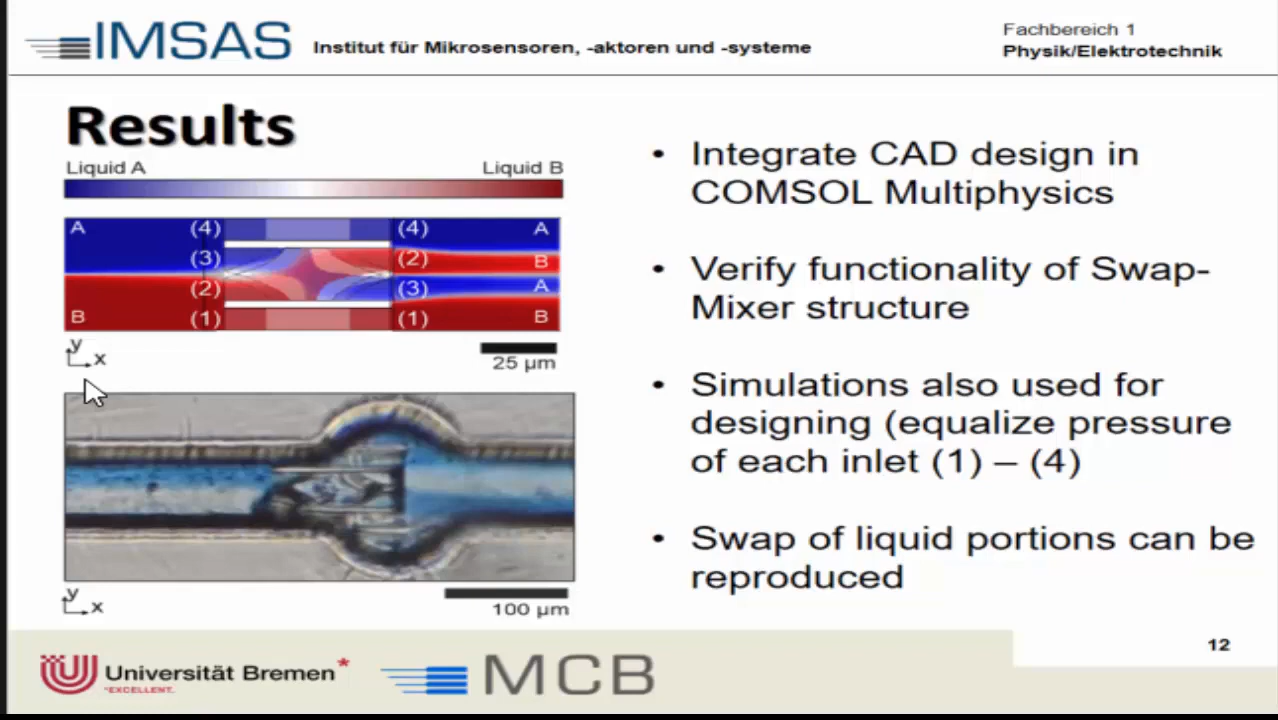 IMSAS
Institut für Mikrosensoren, -aktoren und -systeme
Fachbereich 1
Physik/Elektrotechnik
Results
Liquid A
Liquid B
A
(4)
(4)
A
(3)
(2)
B
(2)
(3)
A
B
(1)
(1)
B
y
x
25 µm
y
x
100 µm
• Integrate CAD design in
COMSOL Multiphysics
• Verify functionality of Swap-
Mixer structure
• Simulations also used for
designing (equalize pressure
of each inlet (1) – (4)
• Swap of liquid portions can be
reproduced
12
Universität Bremen*
*EXCELLENT.
MCB